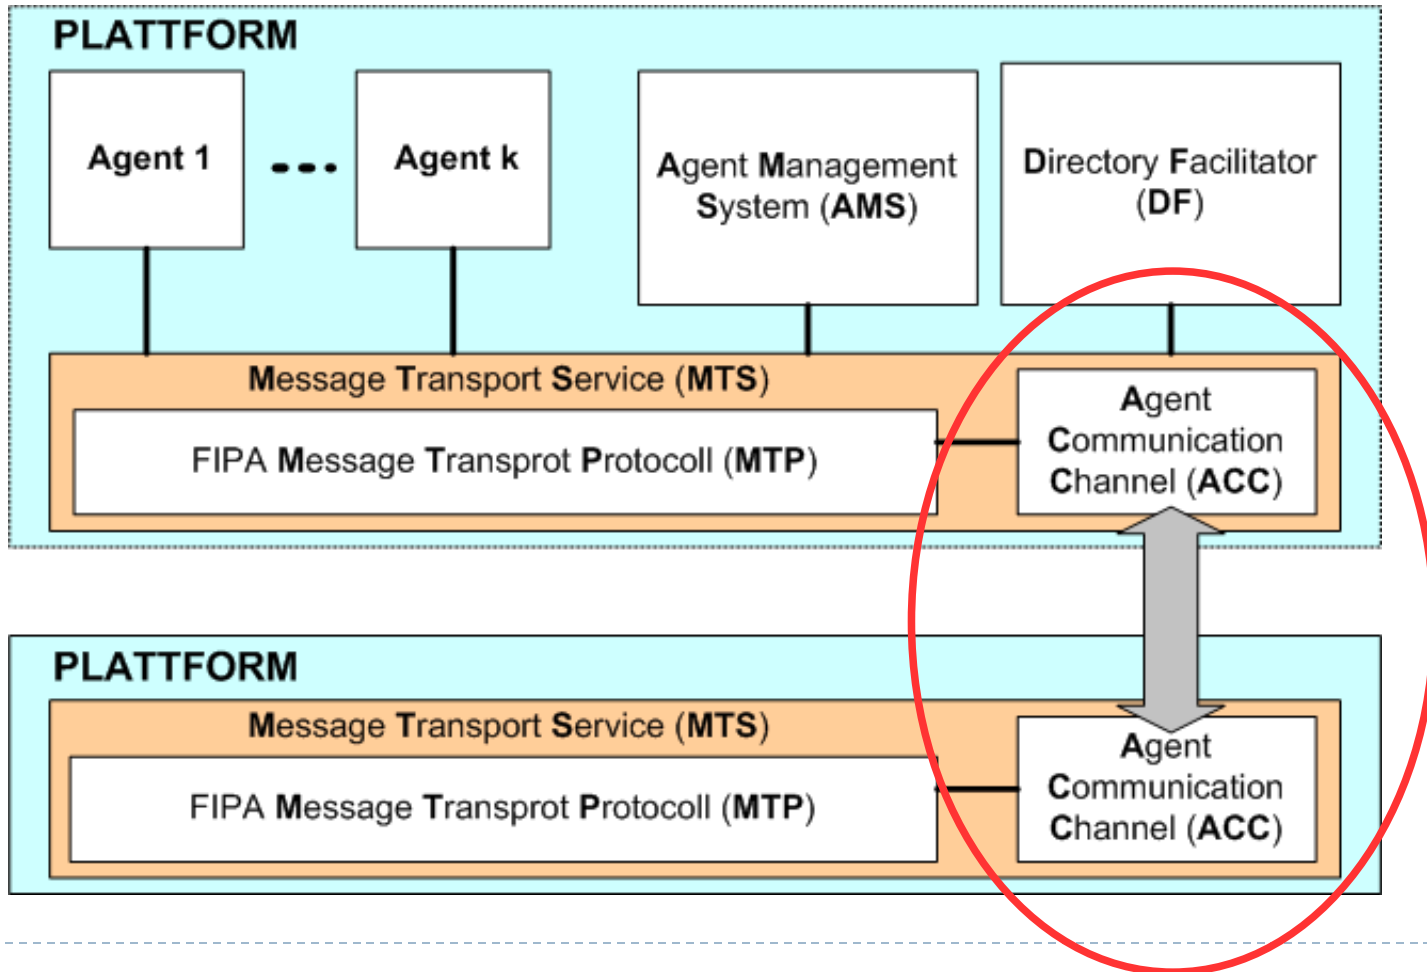 PLATTFORM
Agent 1
Agent k
Agent Management
System (AMS)
Directory Facilitator
(DF)
Message Transport Service (MTS)
FIPA Message Transprot Protocoll (MTP)
Agent
Communication
Channel (ACC)
PLATTFORM
Message Transport Service (MTS)
FIPA Message Transprot Protocoll (MTP)
Agent
Communication
Channel (ACC)